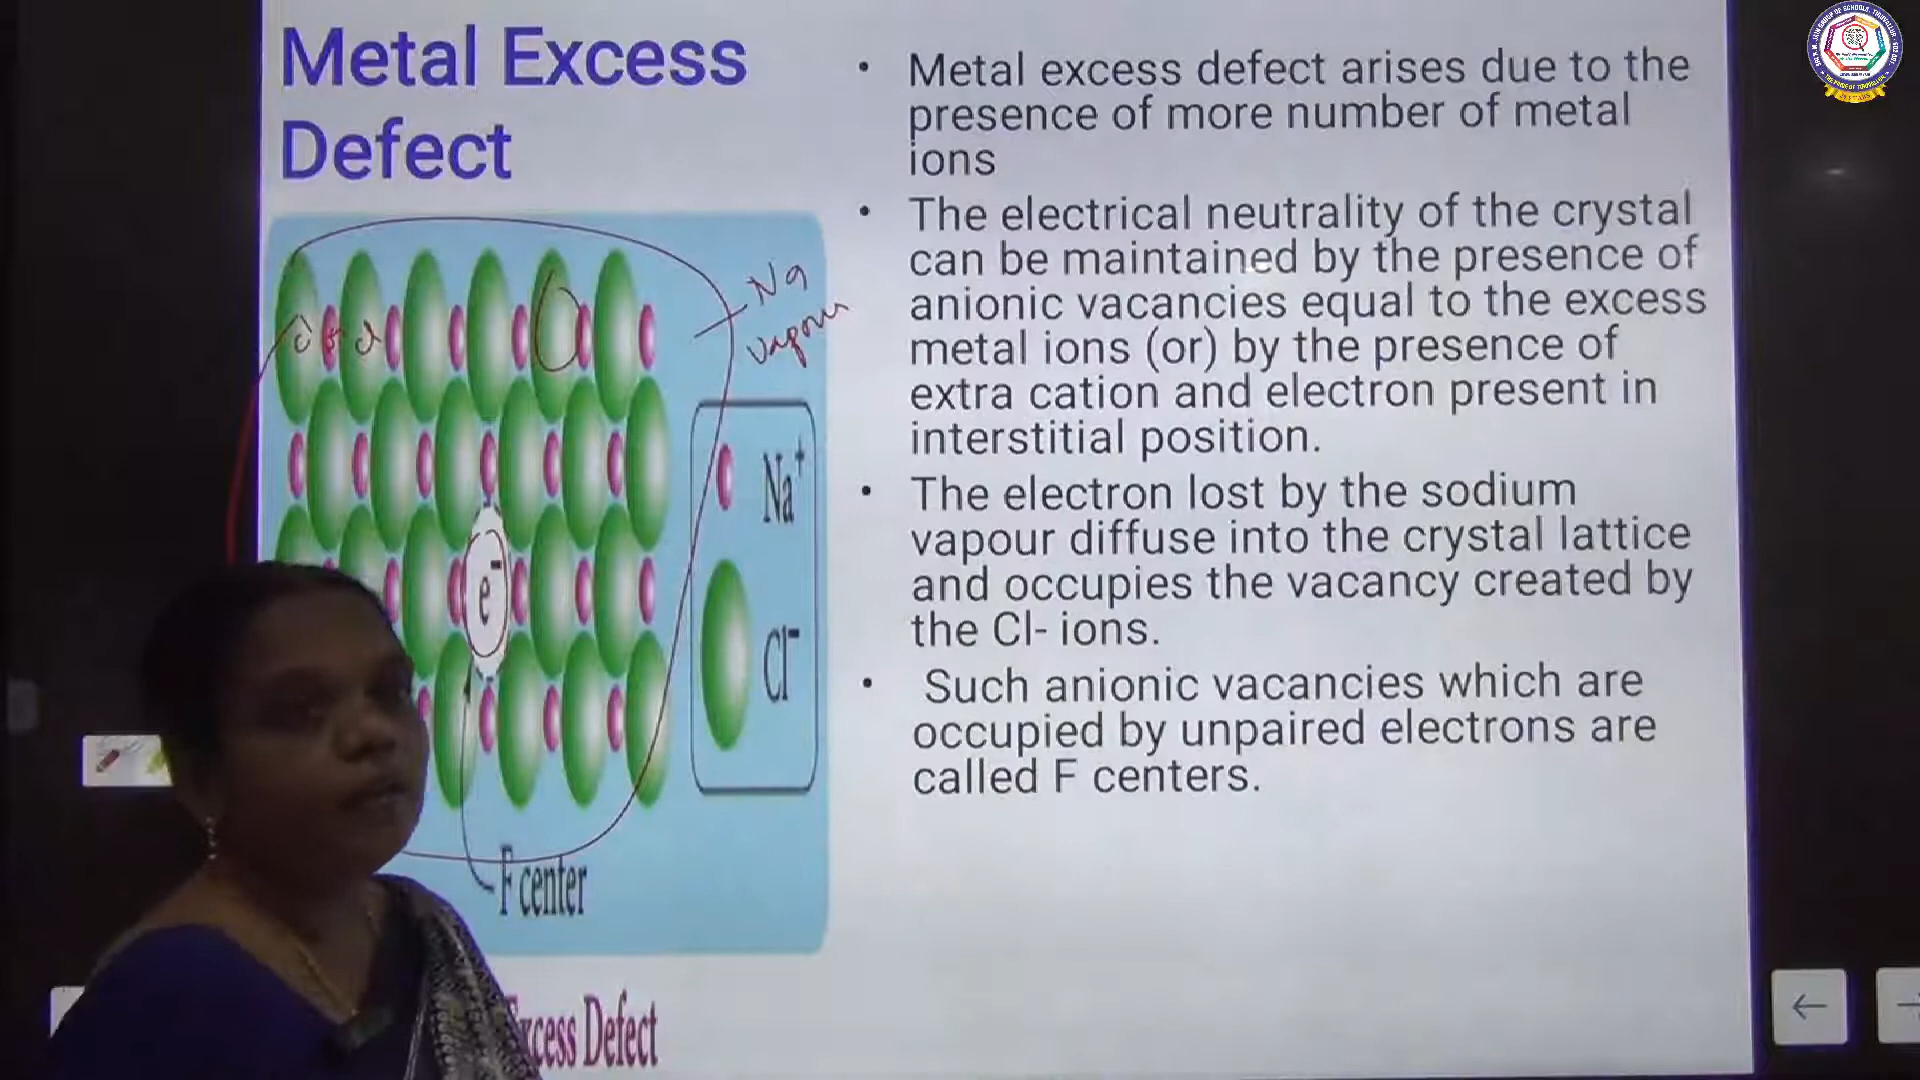 Metal Excess
Defect
Na
vapour
Na+
e-
Cl-
F center
xcess Defect
• Metal excess defect arises due to the
presence of more number of metal
ions
• The electrical neutrality of the crystal
can be maintained by the presence of
anionic vacancies equal to the excess
metal ions (or) by the presence of
extra cation and electron present in
interstitial position.
• The electron lost by the sodium
vapour diffuse into the crystal lattice
and occupies the vacancy created by
the Cl- ions.
• Such anionic vacancies which are
occupied by unpaired electrons are
called F centers.